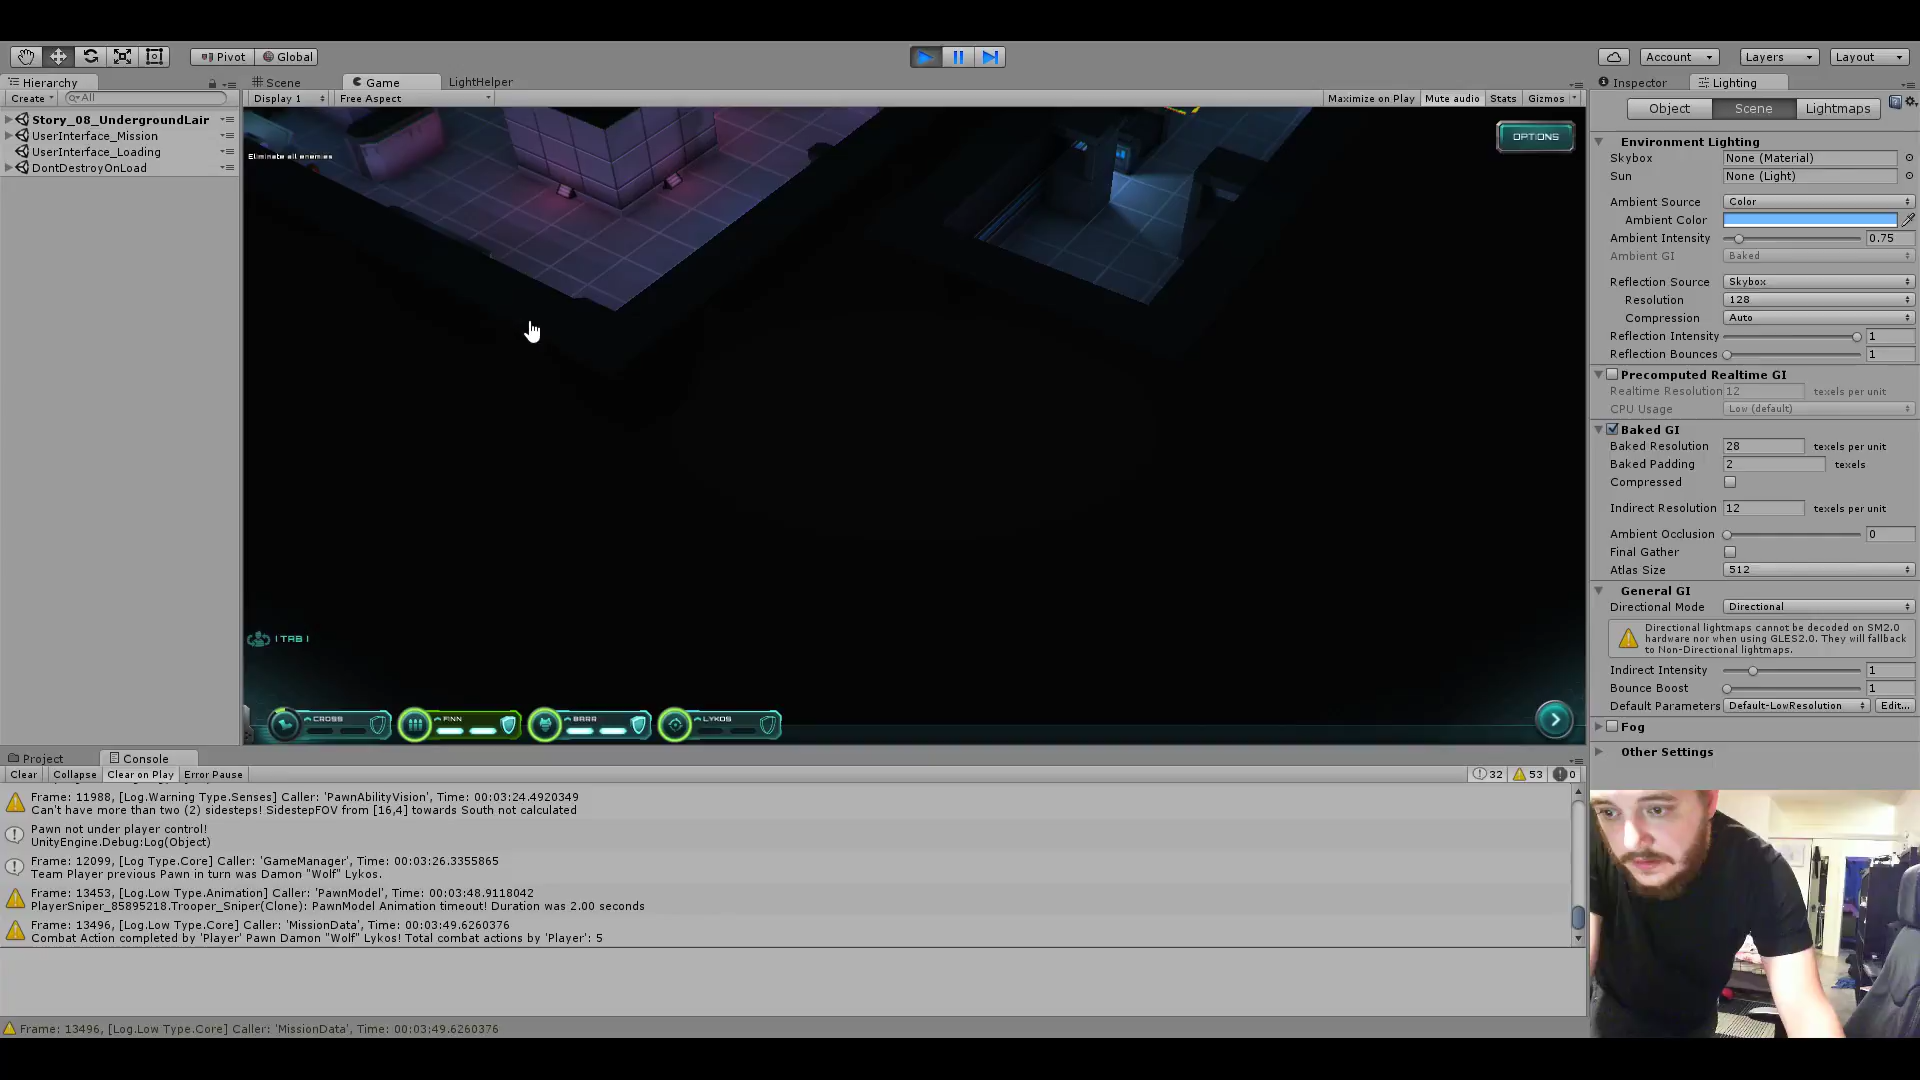 Pivot Global
Account Layers Layout
Hierarchy
Scene Game LightHelper
Inspector Lighting
Create All
Display 1 Free Aspect Maximize on Play Mute audio Stats Gizmos
Object Scene Lightmaps
Story_08_UndergroundLair
UserInterface_Mission
UserInterface_Loading
DontDestroyOnLoad
Eliminate all enemies
OPTIONS
[TAB]
CROSS FINN BARR LYKOS
Environment Lighting
Skybox None (Material)
Sun None (Light)
Ambient Source Color
Ambient Color
Ambient Intensity 0.75
Ambient GI Baked
Reflection Source Skybox
Resolution 128
Compression Auto
Reflection Intensity 1
Reflection Bounces 1
Precomputed Realtime GI
Realtime Resolution 12 texels per unit
CPU Usage Low (default)
Baked GI
Baked Resolution 28 texels per unit
Baked Padding 2 texels
Compressed
Indirect Resolution 12 texels per unit
Ambient Occlusion 0
Final Gather
Atlas Size 512
General GI
Directional Mode Directional
Directional lightmaps cannot be decoded on SM2.0
hardware nor when using GLES2.0. They will fallback
to Non-Directional lightmaps.
Indirect Intensity 1
Bounce Boost 1
Default Parameters Default-LowResolution Edit...
Fog
Other Settings
Project Console
Clear Collapse Clear on Play Error Pause 32 53 0
Frame: 11988, [Log.Warning Type.Senses] Caller: 'PawnAbilityVision', Time: 00:03:24.4920349
Can't have more than two (2) sidesteps! SidestepFOV from [16,4] towards South not calculated
Pawn not under player control!
UnityEngine.Debug:Log(Object)
Frame: 12099, [Log Type.Core] Caller: 'GameManager', Time: 00:03:26.3355865
Team Player previous Pawn in turn was Damon "Wolf" Lykos.
Frame: 13453, [Log.Low Type.Animation] Caller: 'PawnModel', Time: 00:03:48.9118042
PlayerSniper_85895218.Trooper_Sniper(Clone): PawnModel Animation timeout! Duration was 2.00 seconds
Frame: 13496, [Log.Low Type.Core] Caller: 'MissionData', Time: 00:03:49.6260376
Combat Action completed by 'Player' Pawn Damon "Wolf" Lykos! Total combat actions by 'Player': 5
Frame: 13496, [Log.Low Type.Core] Caller: 'MissionData', Time: 00:03:49.6260376